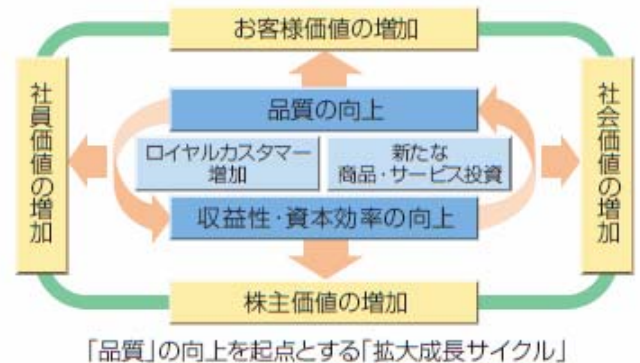 お客様価値の増加
社員価値の増加
品質の向上
ロイヤルカスタマー
増加
新たな
商品・サービス投資
収益性・資本効率の向上
社会価値の増加
株主価値の増加
「品質」の向上を起点とする「拡大成長サイクル」